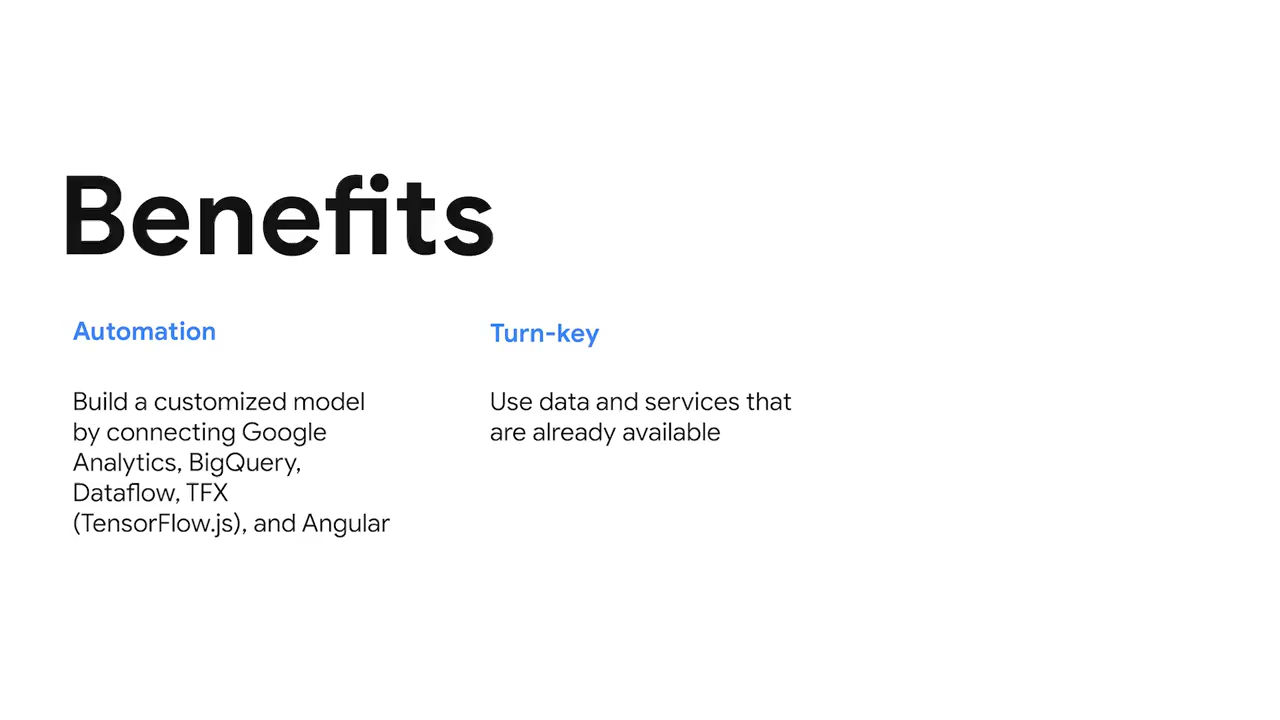 Benefits
Automation
Build a customized model
by connecting Google
Analytics, BigQuery,
Dataflow, TFX
(TensorFlow.js), and Angular
Turn-key
Use data and services that
are already available